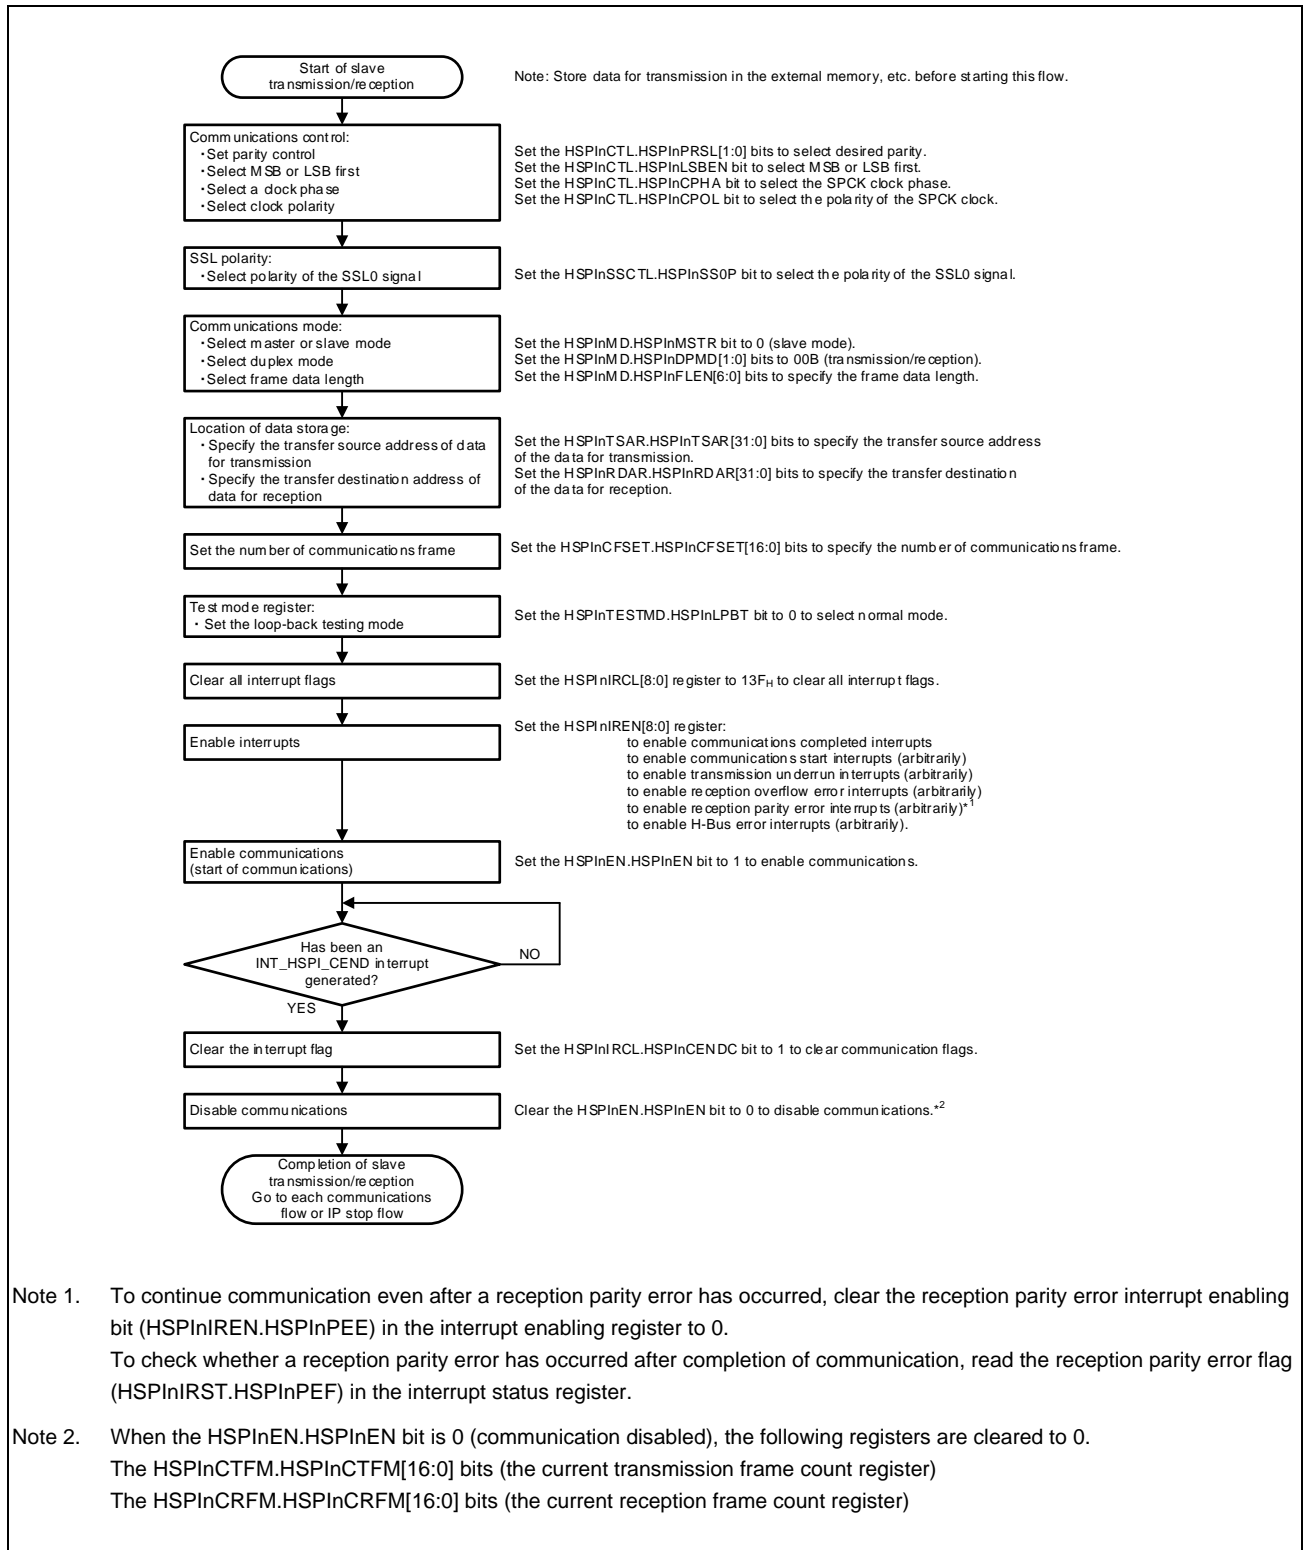 Start of slave
transmission/reception
Note: Store data for transmission in the external memory, etc. before starting this flow.
Communications control:
・Set parity control
・Select MSB or LSB first
・Select a clock phase
・Select clock polarity
Set the HSPInCTL.HSPInPRSL[1:0] bits to select desired parity.
Set the HSPInCTL.HSPInLSBEN bit to select MSB or LSB first.
Set the HSPInCTL.HSPInCPHA bit to select the SPCK clock phase.
Set the HSPInCTL.HSPInCPOL bit to select the polarity of the SPCK clock.
SSL polarity:
・Select polarity of the SSL0 signal
Set the HSPInSSCTL.HSPInSS0P bit to select the polarity of the SSL0 signal.
Communications mode:
・Select master or slave mode
・Select duplex mode
・Select frame data length
Set the HSPInMD.HSPInMSTR bit to 0 (slave mode).
Set the HSPInMD.HSPInDPMD[1:0] bits to 00B (transmission/reception).
Set the HSPInMD.HSPInFLEN[6:0] bits to specify the frame data length.
Location of data storage:
・Specify the transfer source address of data
for transmission
・Specify the transfer destination address of
data for reception
Set the HSPInTSAR.HSPInTSAR[31:0] bits to specify the transfer source address
of the data for transmission.
Set the HSPInRDAR.HSPInRDAR[31:0] bits to specify the transfer destination
of the data for reception.
Set the number of communications frame
Set the HSPInCFSET.HSPInCFSET[16:0] bits to specify the number of communications frame.
Test mode register:
・ Set the loop-back testing mode
Set the HSPInTESTMD.HSPInLPBT bit to 0 to select normal mode.
Clear all interrupt flags
Set the HSPInIRCL[8:0] register to 13FH to clear all interrupt flags.
Enable interrupts
Set the HSPInIREN[8:0] register:
to enable communications completed interrupts
to enable communications start interrupts (arbitrarily)
to enable transmission underrun interrupts (arbitrarily)
to enable reception overflow error interrupts (arbitrarily)
to enable reception parity error interrupts (arbitrarily)*1
to enable H-Bus error interrupts (arbitrarily).
Enable communications
(start of communications)
Set the HSPInEN.HSPInEN bit to 1 to enable communications.
Has been an
INT_HSPI_CEND interrupt
generated?
NO
YES
Clear the interrupt flag
Set the HSPInIRCL.HSPInCENDC bit to 1 to clear communication flags.
Disable communications
Clear the HSPInEN.HSPInEN bit to 0 to disable communications.*2
Completion of slave
transmission/reception
Go to each communications
flow or IP stop flow
Note 1. To continue communication even after a reception parity error has occurred, clear the reception parity error interrupt enabling
bit (HSPInIREN.HSPInPEE) in the interrupt enabling register to 0.
To check whether a reception parity error has occurred after completion of communication, read the reception parity error flag
(HSPInIRST.HSPInPEF) in the interrupt status register.
Note 2. When the HSPInEN.HSPInEN bit is 0 (communication disabled), the following registers are cleared to 0.
The HSPInCTFM.HSPInCTFM[16:0] bits (the current transmission frame count register)
The HSPInCRFM.HSPInCRFM[16:0] bits (the current reception frame count register)